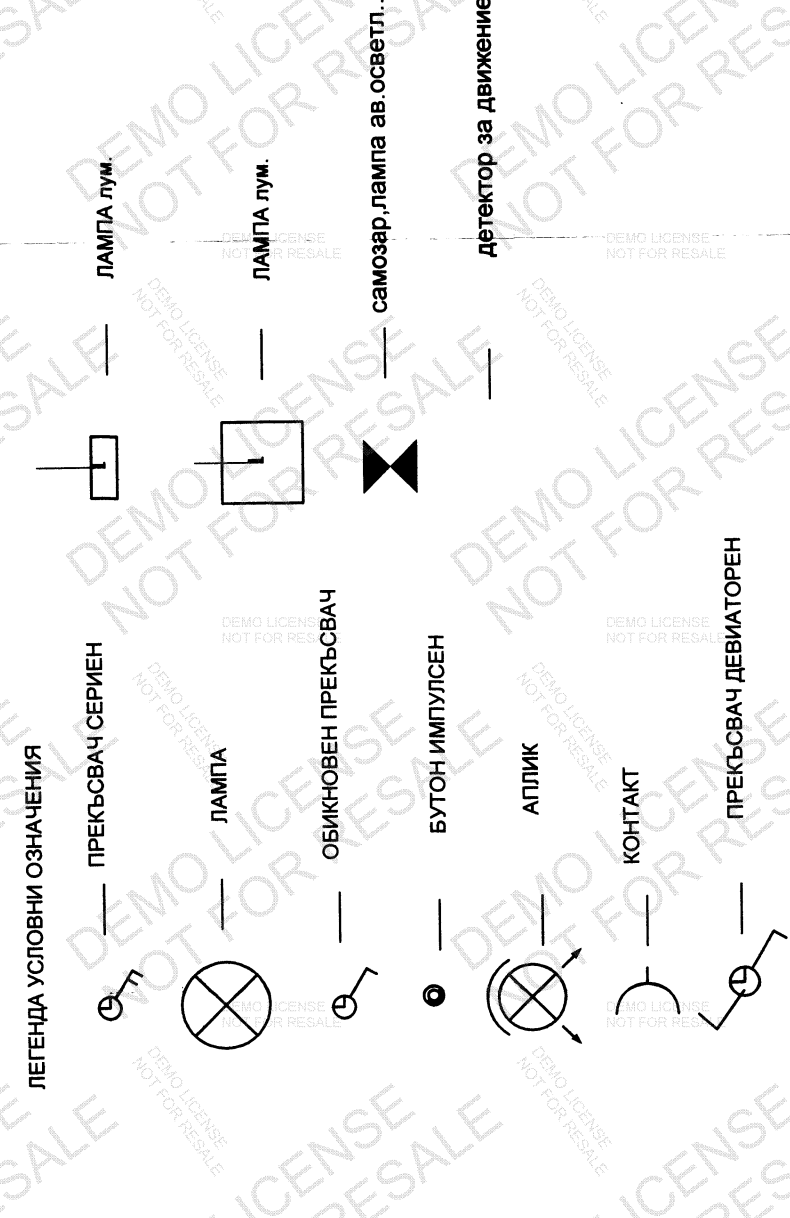 ЛЕГЕНДА УСЛОВНИ ОЗНАЧЕНИЯ
ПРЕКЪСВАЧ СЕРИЕН
ЛАМПА
ОБИКНОВЕН ПРЕКЪСВАЧ
БУТОН ИМПУЛСЕН
АПЛИК
КОНТАКТ
ПРЕКЪСВАЧ ДЕВИАТОРЕН
ЛАМПА лум.
ЛАМПА лум.
самозар,лампа ав.осветл..
детектор за движение
DEMO LICENSE
NOT FOR RESALE